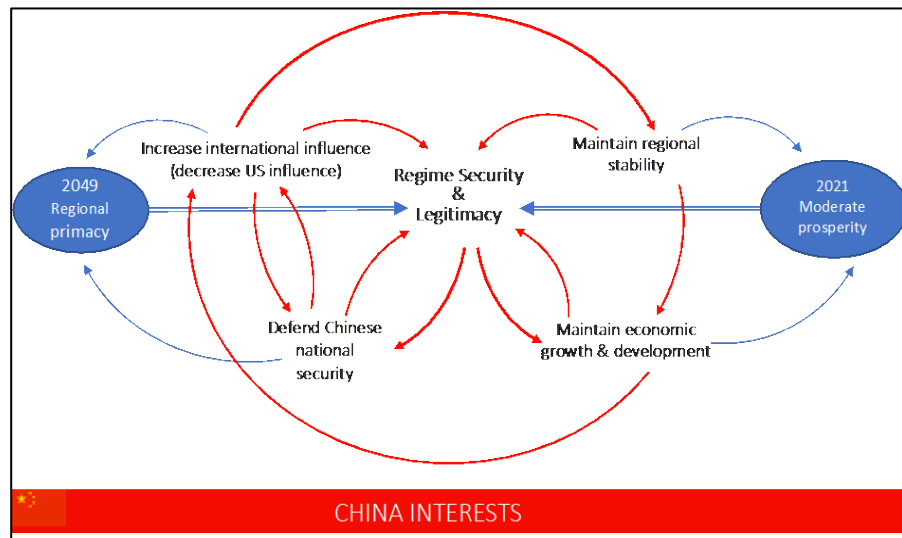 Increase international influence
(decrease US influence)
Maintain regional
stability
Regime Security
&
Legitimacy
2049
Regional
primacy
2021
Moderate
prosperity
Defend Chinese
national
security
Maintain economic
growth & development
CHINA INTERESTS